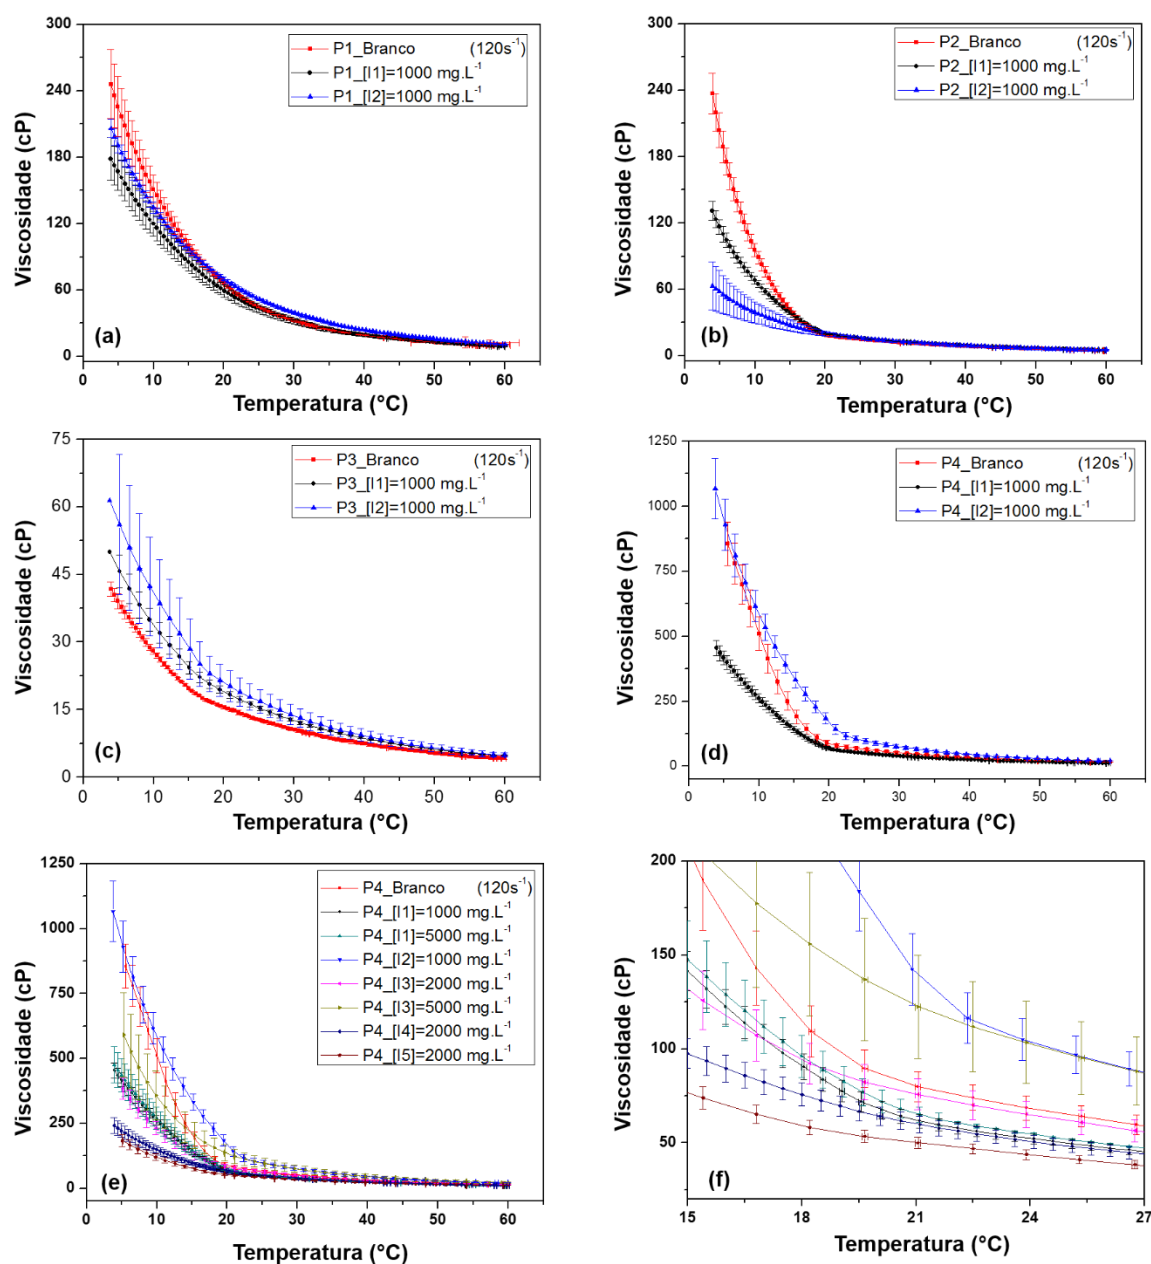 300
240
180
120
60
0
Viscosidade (cP)
P1_Branco (120s⁻¹)
P1_[I1]=1000 mg.L⁻¹
P1_[I2]=1000 mg.L⁻¹
(a)
0 10 20 30 40 50 60
Temperatura (°C)
300
240
180
120
60
0
Viscosidade (cP)
P2_Branco (120s⁻¹)
P2_[I1]=1000 mg.L⁻¹
P2_[I2]=1000 mg.L⁻¹
(b)
0 10 20 30 40 50 60
Temperatura (°C)
75
60
45
30
15
0
Viscosidade (cP)
P3_Branco (120s⁻¹)
P3_[I1]=1000 mg.L⁻¹
P3_[I2]=1000 mg.L⁻¹
(c)
0 10 20 30 40 50 60
Temperatura (°C)
1250
1000
750
500
250
0
Viscosidade (cP)
P4_Branco (120s⁻¹)
P4_[I1]=1000 mg.L⁻¹
P4_[I2]=1000 mg.L⁻¹
(d)
0 10 20 30 40 50 60
Temperatura (°C)
1250
1000
750
500
250
0
Viscosidade (cP)
P4_Branco (120s⁻¹)
P4_[I1]=1000 mg.L⁻¹
P4_[I1]=5000 mg.L⁻¹
P4_[I2]=1000 mg.L⁻¹
P4_[I3]=2000 mg.L⁻¹
P4_[I3]=5000 mg.L⁻¹
P4_[I4]=2000 mg.L⁻¹
P4_[I5]=2000 mg.L⁻¹
(e)
0 10 20 30 40 50 60
Temperatura (°C)
200
150
100
50
Viscosidade (cP)
(f)
15 18 21 24 27
Temperatura (°C)